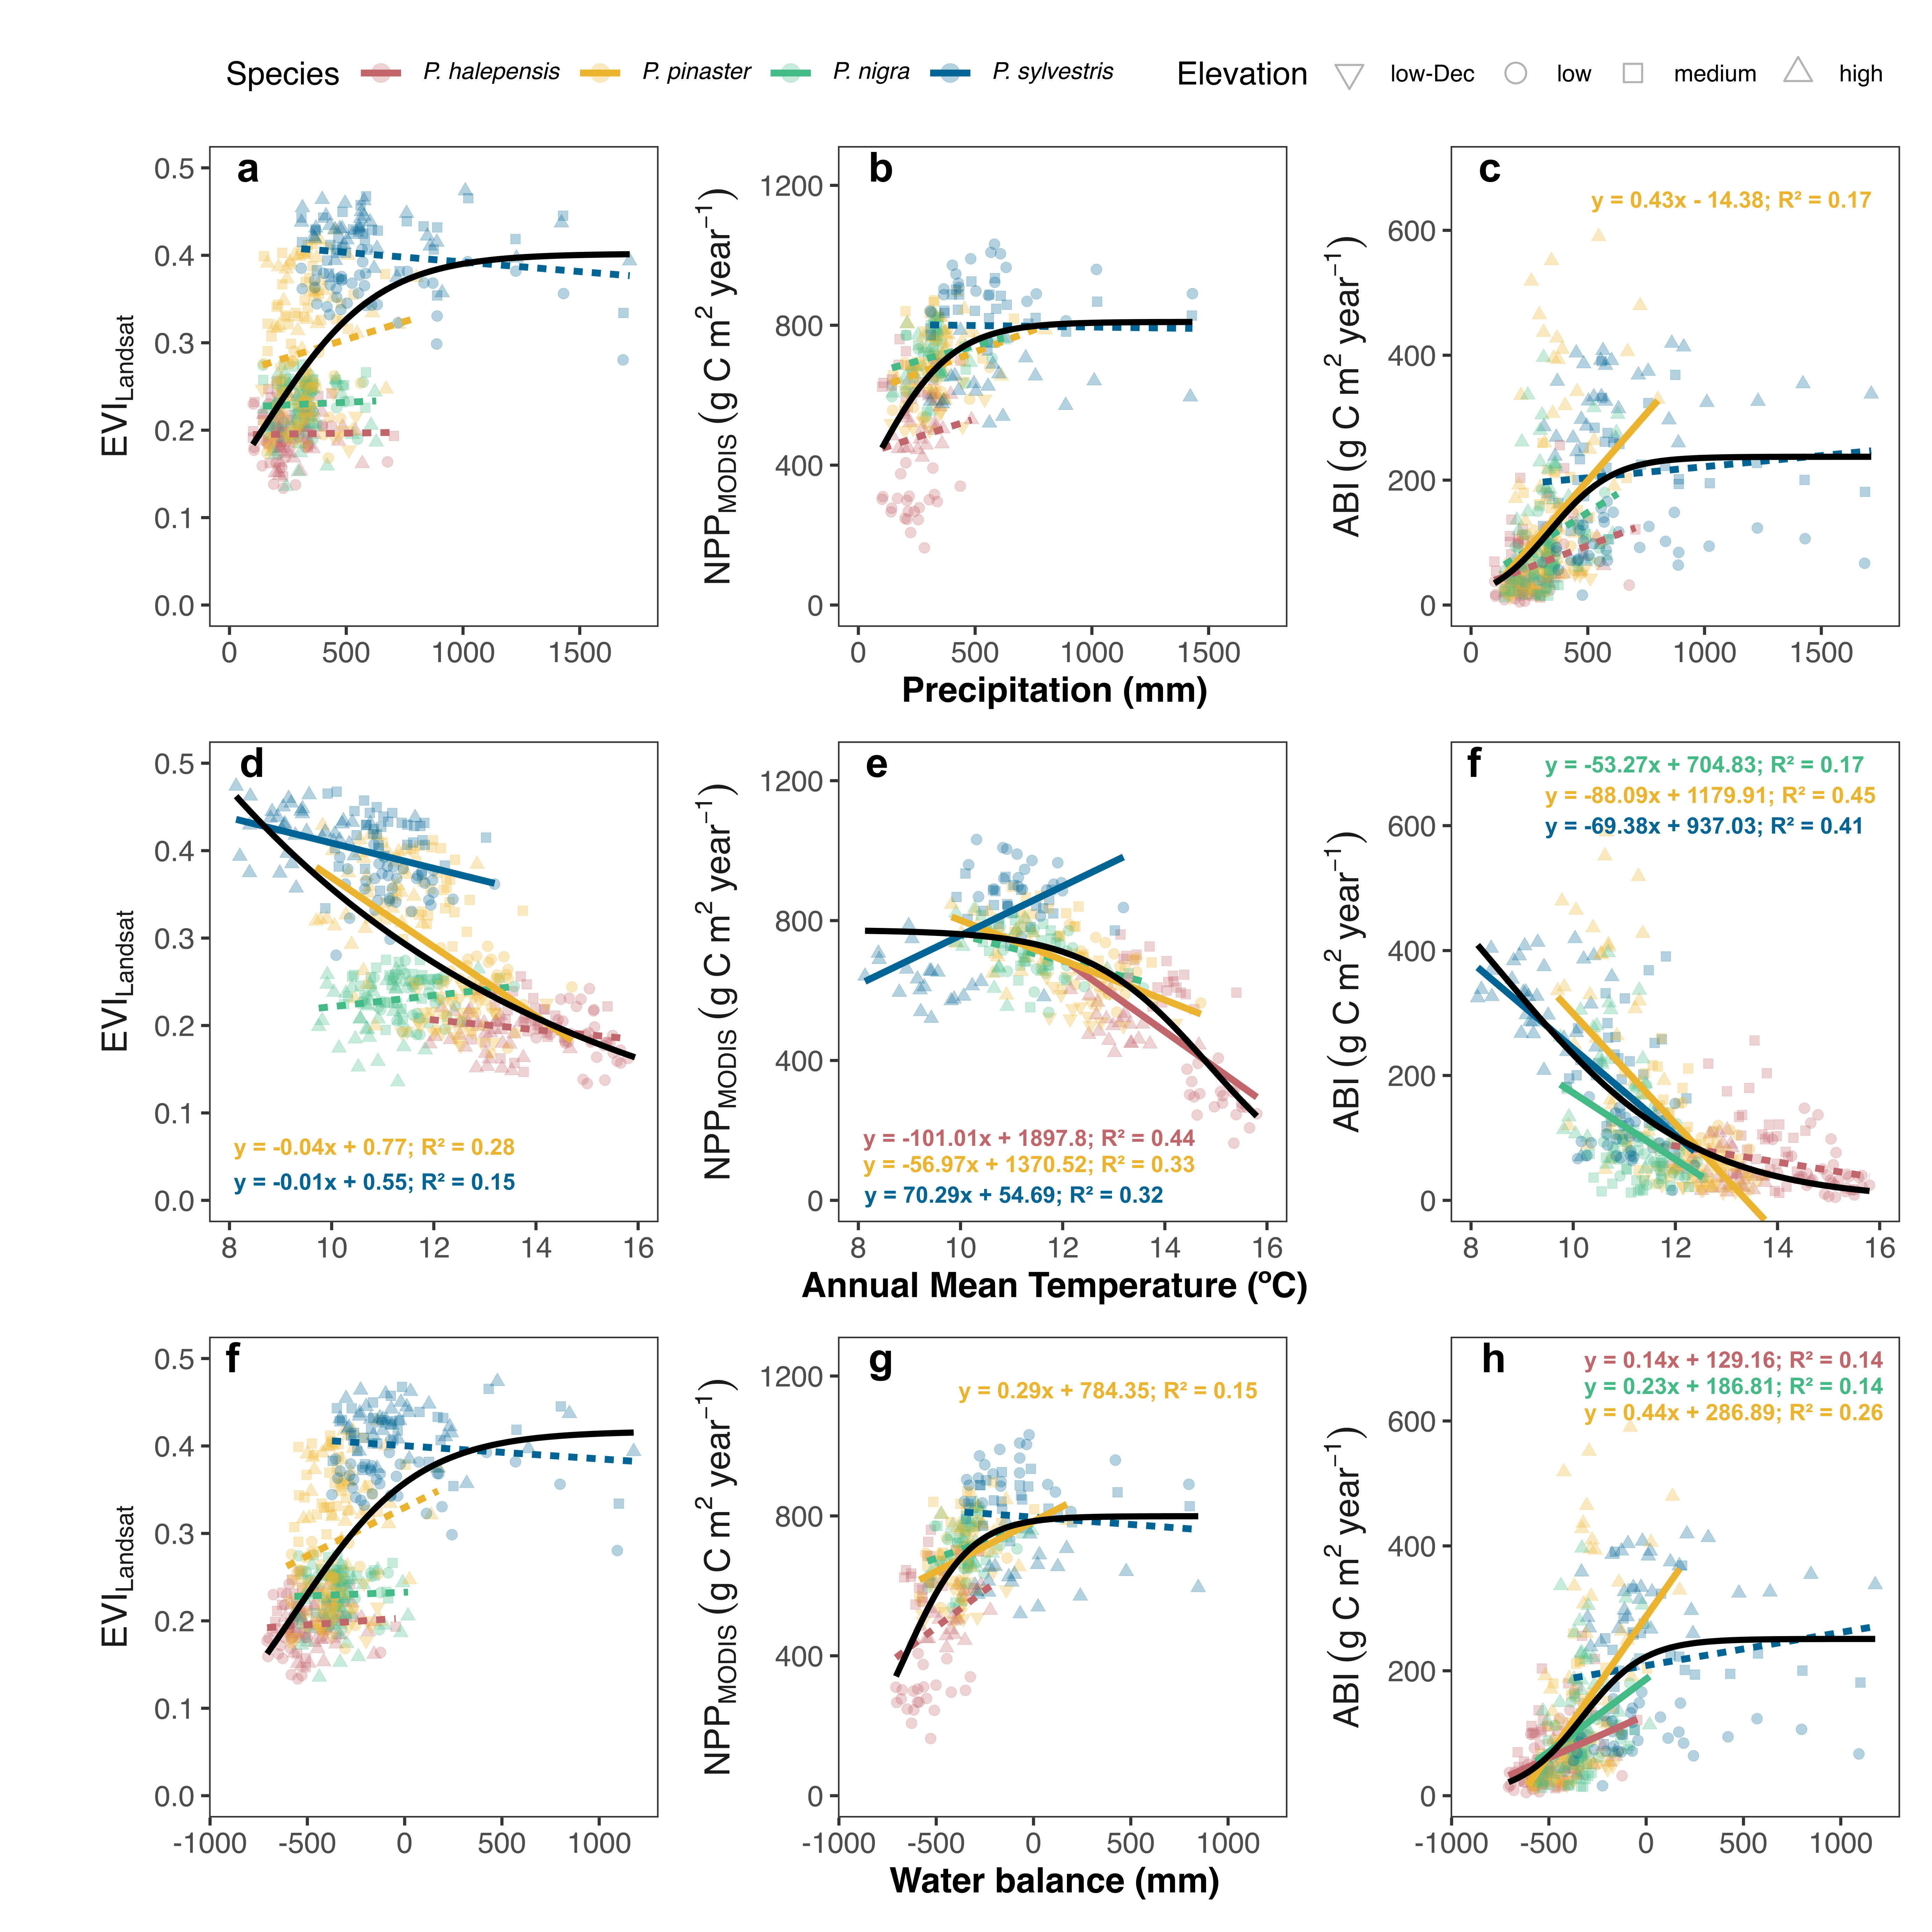 Species P. halepensis P. pinaster P. nigra P. sylvestris Elevation low-Dec low medium high
a
EVI_Landsat
0.5
0.4
0.3
0.2
0.1
0.0
0 500 1000 1500
b
NPP_MODIS (g C m² year⁻¹)
1200
800
400
0
0 500 1000 1500
c
y = 0.43x - 14.38; R² = 0.17
ABI (g C m² year⁻¹)
600
400
200
0
0 500 1000 1500
Precipitation (mm)
d
EVI_Landsat
0.5
0.4
0.3
0.2
0.1
0.0
y = -0.04x + 0.77; R² = 0.28
y = -0.01x + 0.55; R² = 0.15
8 10 12 14 16
e
NPP_MODIS (g C m² year⁻¹)
1200
800
400
0
y = -101.01x + 1897.8; R² = 0.44
y = -56.97x + 1370.52; R² = 0.33
y = 70.29x + 54.69; R² = 0.32
8 10 12 14 16
f
y = -53.27x + 704.83; R² = 0.17
y = -88.09x + 1179.91; R² = 0.45
y = -69.38x + 937.03; R² = 0.41
ABI (g C m² year⁻¹)
600
400
200
0
8 10 12 14 16
Annual Mean Temperature (ºC)
f
EVI_Landsat
0.5
0.4
0.3
0.2
0.1
0.0
-1000 -500 0 500 1000
g
y = 0.29x + 784.35; R² = 0.15
NPP_MODIS (g C m² year⁻¹)
1200
800
400
0
-1000 -500 0 500 1000
h
y = 0.14x + 129.16; R² = 0.14
y = 0.23x + 186.81; R² = 0.14
y = 0.44x + 286.89; R² = 0.26
ABI (g C m² year⁻¹)
600
400
200
0
-1000 -500 0 500 1000
Water balance (mm)